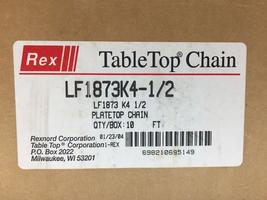 Rex
TableTop® Chain
LF1873K4-1/2
LF1873 K4 1/2
PLATETOP CHAIN
QTY/BOX: 10 FT
Rexnord Corporation 01/23/04
Table Top® Corporation 1-REX
P.O. Box 2022
Milwaukee, WI 53201
698210695149